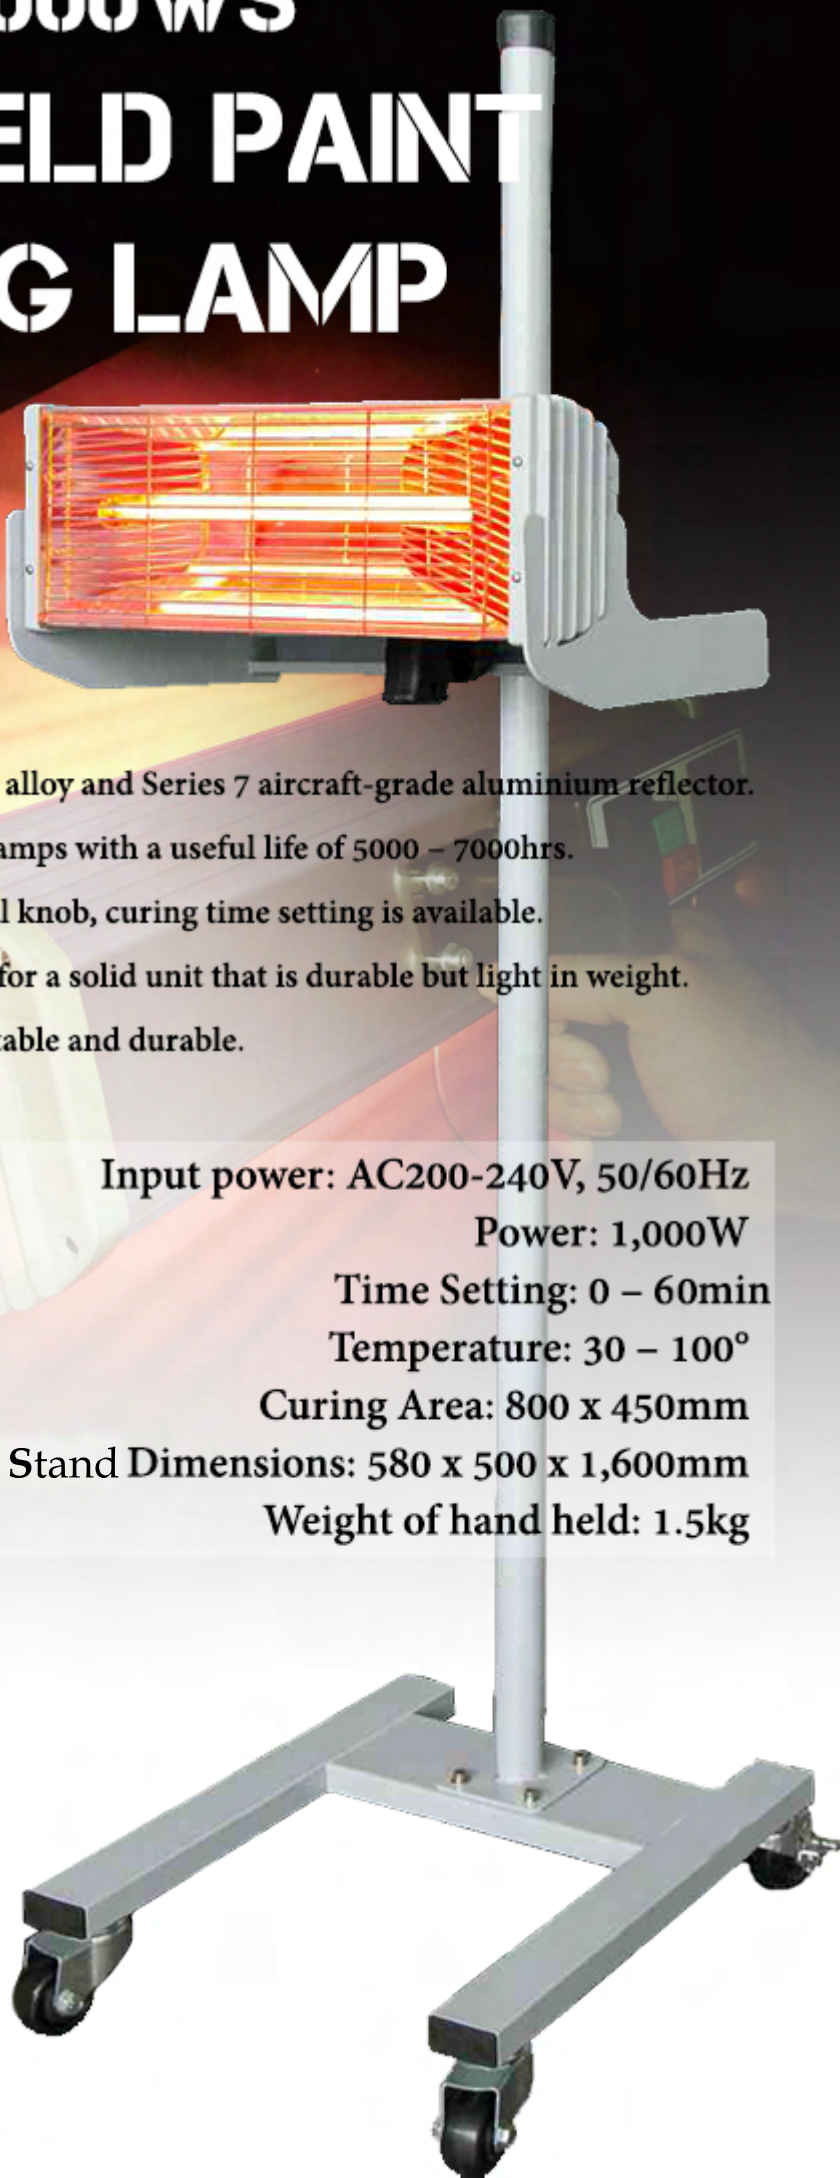 000WS
ELD PAINT
G LAMP
alloy and Series 7 aircraft-grade aluminium reflector.
amps with a useful life of 5000 – 7000hrs.
l knob, curing time setting is available.
for a solid unit that is durable but light in weight.
table and durable.
Input power: AC200-240V, 50/60Hz
Power: 1,000W
Time Setting: 0 – 60min
Temperature: 30 – 100°
Curing Area: 800 x 450mm
Stand Dimensions: 580 x 500 x 1,600mm
Weight of hand held: 1.5kg